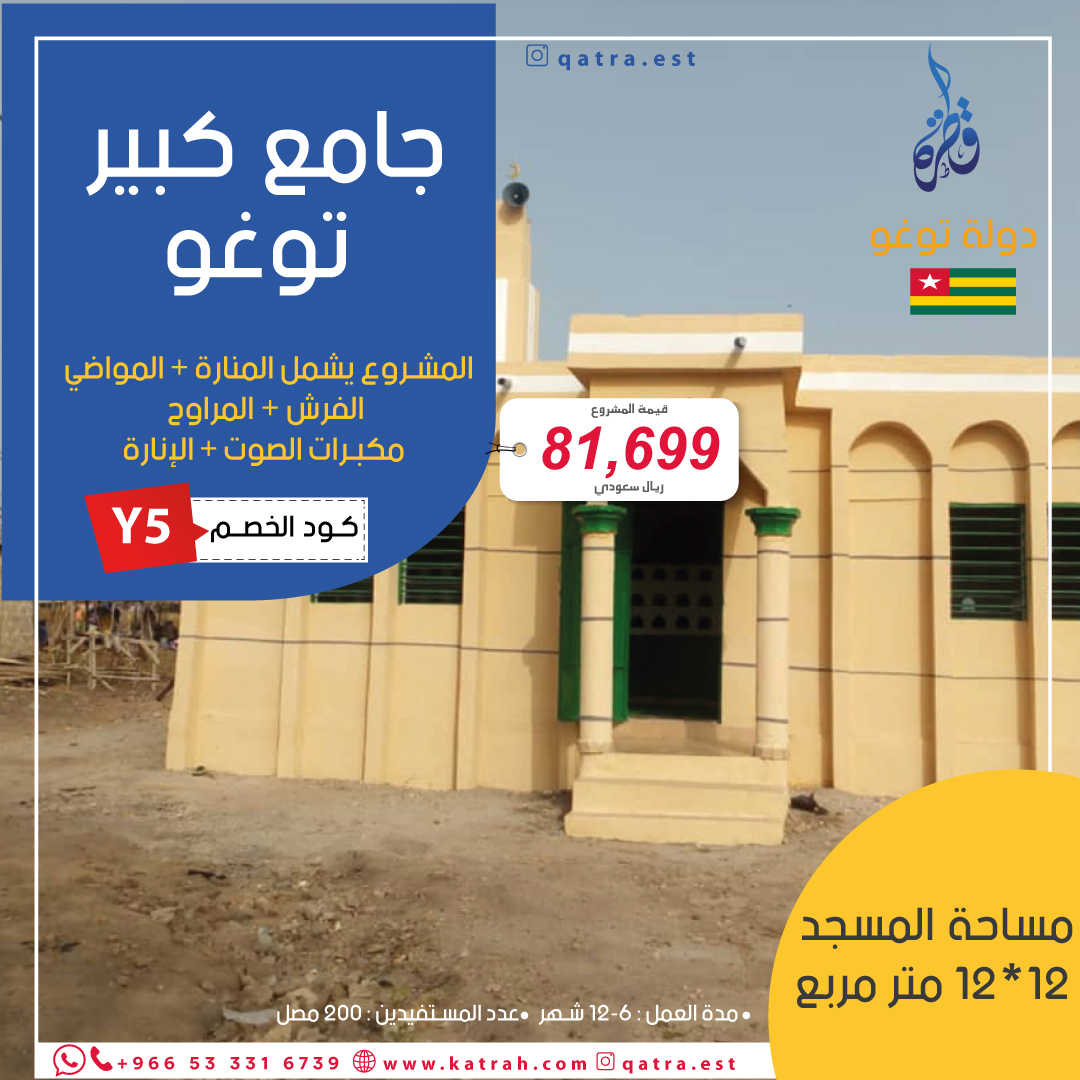 qatra.est
قطرة
جامع كبير
توغو
دولة توغو
المشروع يشمل المنارة + المواضي
الفرش + المراوح
مكبرات الصوت + الإنارة
كود الخصم
Y5
قيمة المشروع
81,699
ريال سعودي
مساحة المسجد
12*12 متر مربع
• مدة العمل : 6-12 شهر •عدد المستفيدين : 200 مصل
+966 53 331 6739 www.katrah.com qatra.est